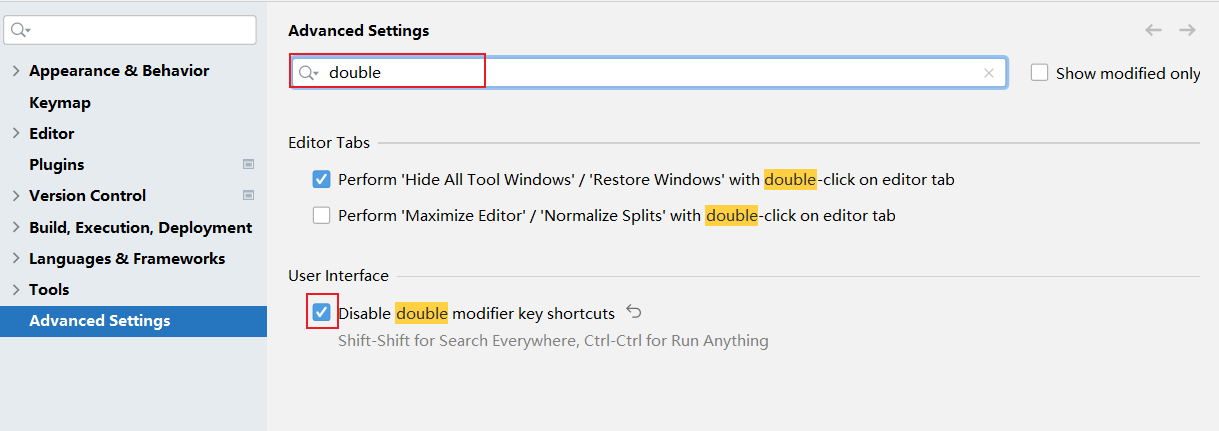 Advanced Settings
double
Show modified only
Appearance & Behavior
Keymap
Editor
Plugins
Version Control
Build, Execution, Deployment
Languages & Frameworks
Tools
Advanced Settings
Editor Tabs
Perform 'Hide All Tool Windows' / 'Restore Windows' with double-click on editor tab
Perform 'Maximize Editor' / 'Normalize Splits' with double-click on editor tab
User Interface
Disable double modifier key shortcuts
Shift-Shift for Search Everywhere, Ctrl-Ctrl for Run Anything